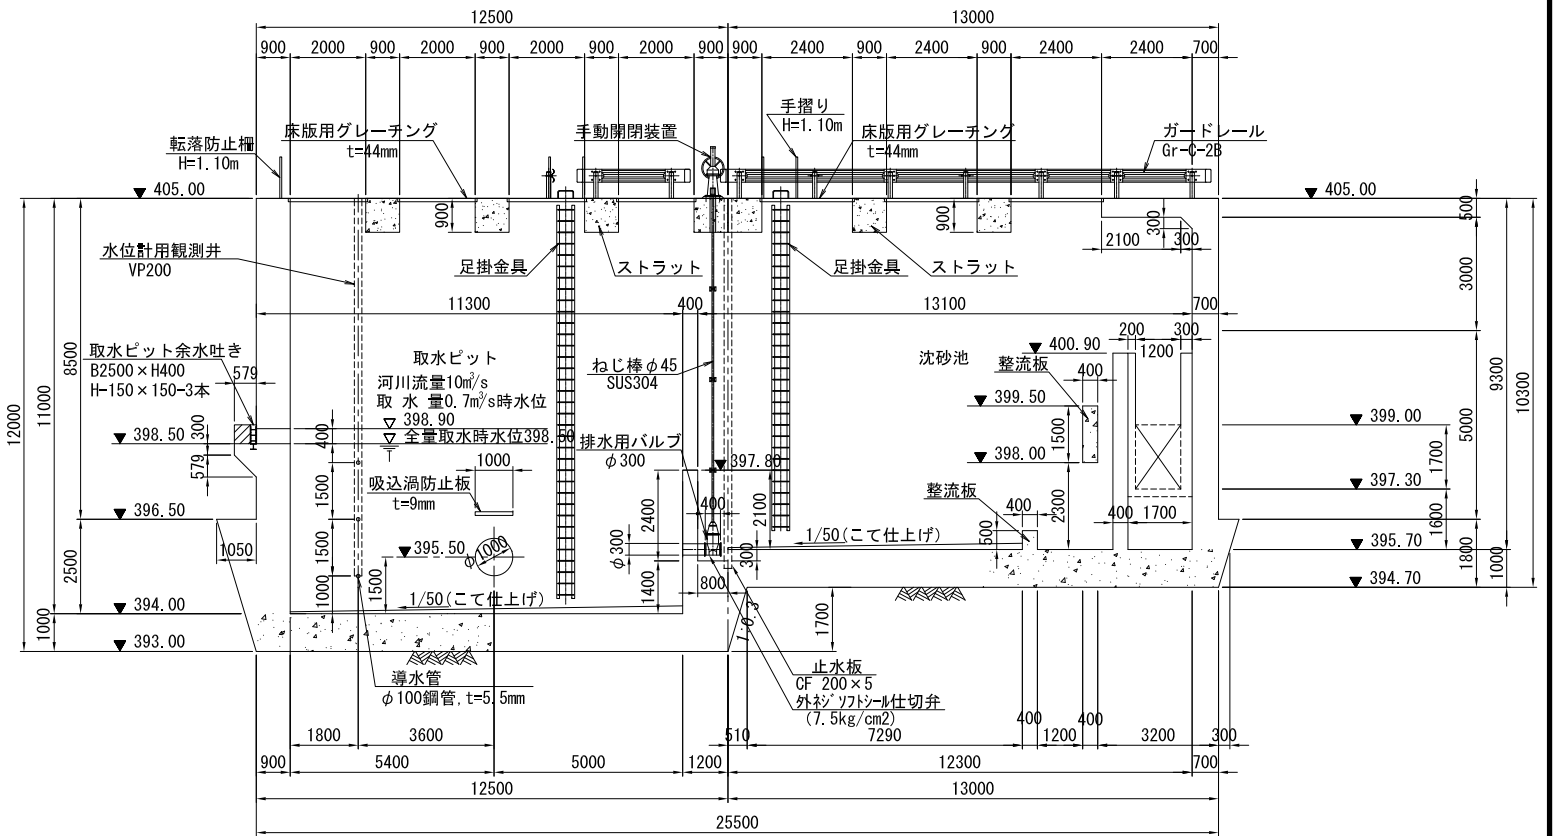 12500
13000
900
2000
900
2000
900
2000
900
2000
900
900
2400
900
2400
900
2400
2400
700
転落防止柵
H=1.10m
床版用グレーチング
t=44mm
手動開閉装置
手摺り
H=1.10m
床版用グレーチング
t=44mm
ガードレール
Gr-C-2B
405.00
405.00
900
900
300
500
2100
300
水位計用観測井
VP200
足掛金具
ストラット
足掛金具
ストラット
3000
11300
400
13100
700
取水ピット余水吐き
B2500×H400
H-150×150-3本
579
取水ピット
河川流量10m³/s
取 水 量0.7m³/s時水位
398.90
全量取水時水位398.50
ねじ棒φ45
SUS304
沈砂池
400.90
200
300
1200
整流板
400
399.50
1500
398.00
399.00
398.50
300
579
400
排水用バルブ
φ300
397.80
1000
吸込渦防止板
t=9mm
1500
1500
1000
8500
11000
12000
9300
10300
5000
1700
397.30
1600
整流板
400
500
2300
400
1700
396.50
1050
395.50
φ1000
1500
2400
1400
φ300
400
2100
300
800
1/50(こて仕上げ)
1/50(こて仕上げ)
395.70
1800
1000
394.70
2500
1000
394.00
393.00
1:0.3
1700
導水管
φ100鋼管,t=5.5mm
止水板
CF 200×5
外ネジソフトシール仕切弁
(7.5kg/cm2)
1800
3600
510
7290
400
1200
400
3200
300
900
5400
5000
1200
12300
700
12500
13000
25500